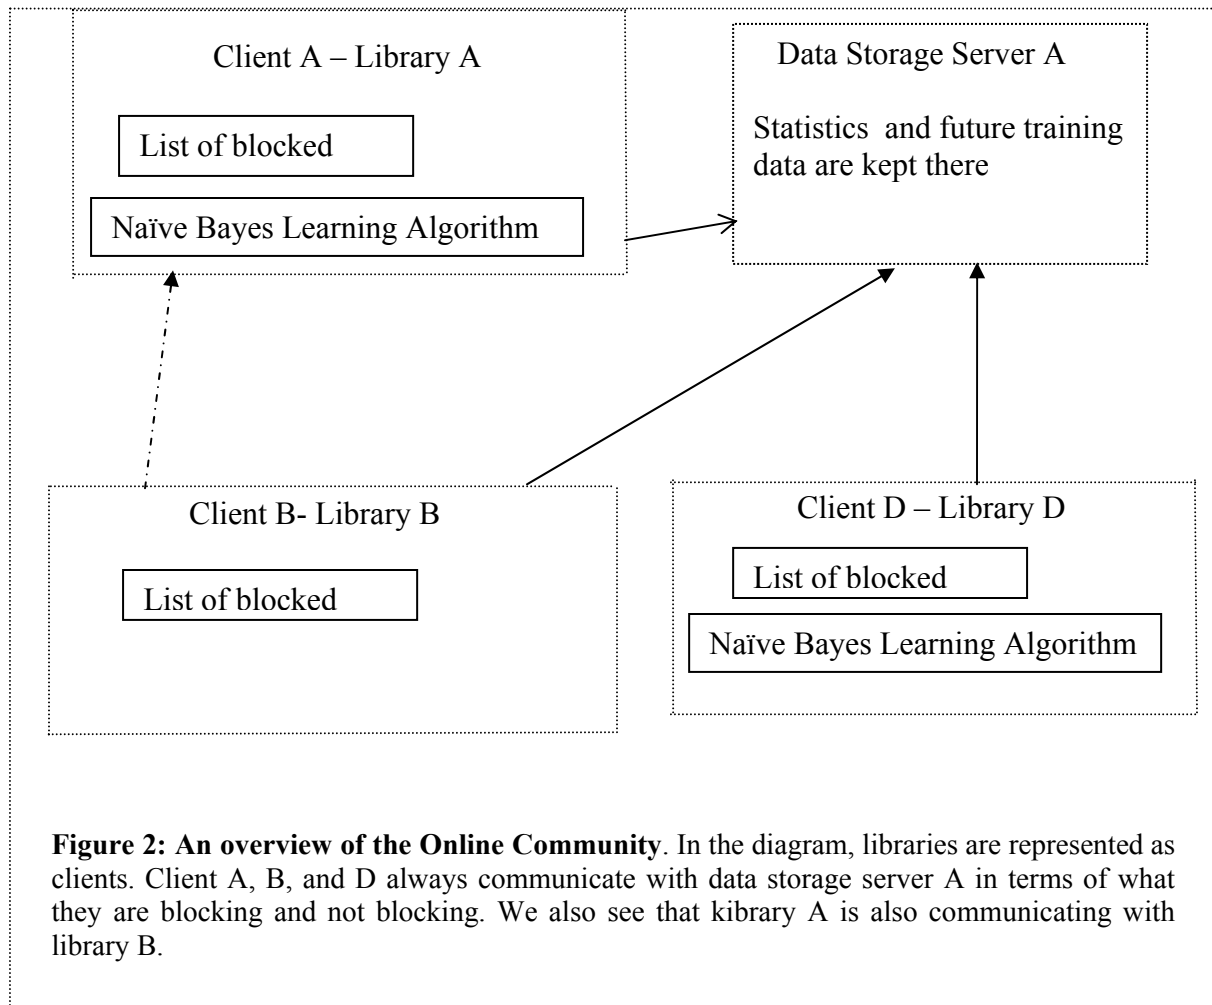 Client A – Library A
List of blocked
Naïve Bayes Learning Algorithm
Data Storage Server A
Statistics and future training
data are kept there
Client B- Library B
List of blocked
Client D – Library D
List of blocked
Naïve Bayes Learning Algorithm
Figure 2: An overview of the Online Community. In the diagram, libraries are represented as
clients. Client A, B, and D always communicate with data storage server A in terms of what
they are blocking and not blocking. We also see that kibrary A is also communicating with
library B.